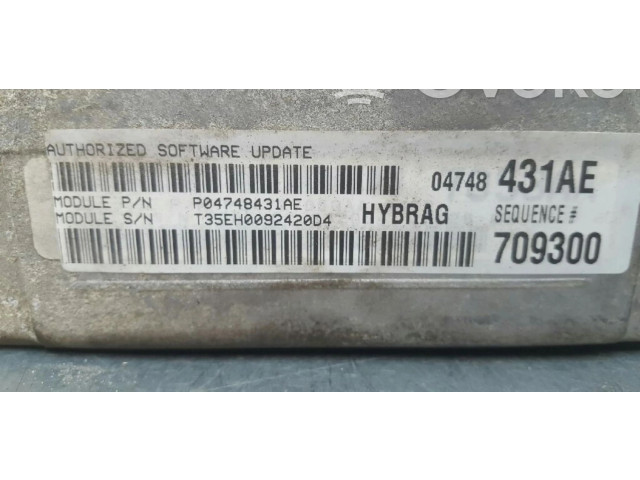 AUTHORIZED SOFTWARE UPDATE
04748 431AE
MODULE P/N P04748431AE
MODULE S/N T35EH0092420D4 HYBRAG SEQUENCE #
709300